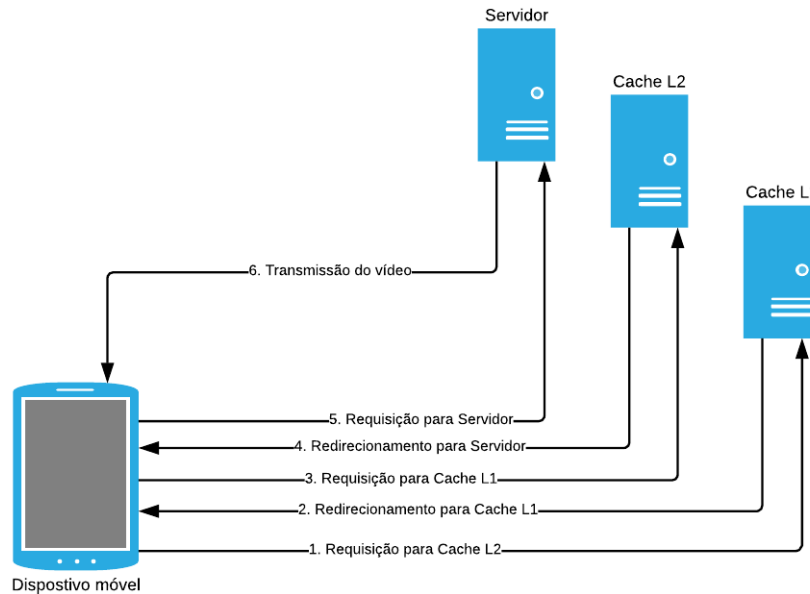 Servidor
Cache L2
Cache L
6. Transmissão do vídeo
5. Requisição para Servidor
4. Redirecionamento para Servidor
3. Requisição para Cache L1
2. Redirecionamento para Cache L1
1. Requisição para Cache L2
Dispostivo móvel